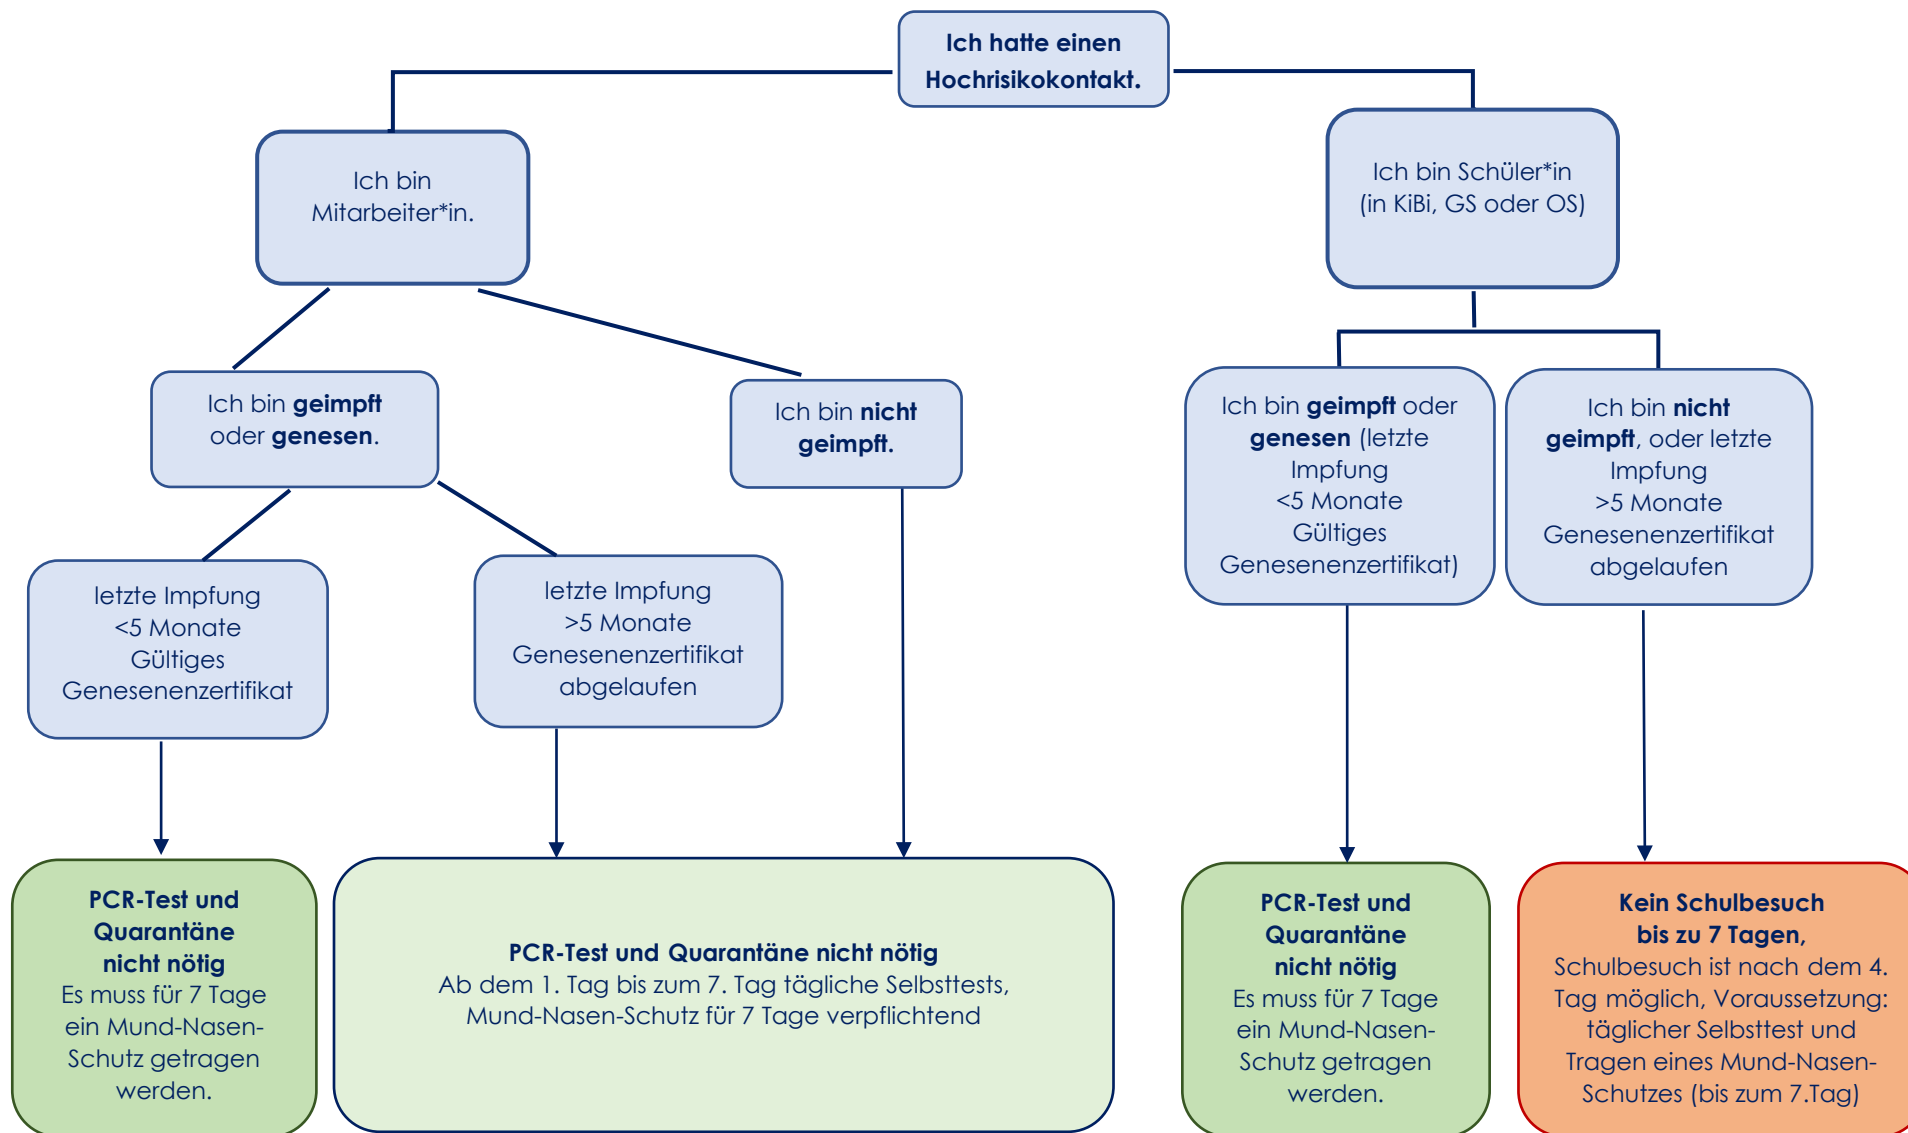 Ich hatte einen
Hochrisikokontakt.
Ich bin
Mitarbeiter*in.
Ich bin Schüler*in
(in KiBi, GS oder OS)
Ich bin geimpft
oder genesen.
Ich bin nicht
geimpft.
Ich bin geimpft oder
genesen (letzte
Impfung
<5 Monate
Gültiges
Genesenenzertifikat)
Ich bin nicht
geimpft, oder letzte
Impfung
>5 Monate
Genesenenzertifikat
abgelaufen
letzte Impfung
<5 Monate
Gültiges
Genesenenzertifikat
letzte Impfung
>5 Monate
Genesenenzertifikat
abgelaufen
PCR-Test und
Quarantäne
nicht nötig
Es muss für 7 Tage
ein Mund-Nasen-
Schutz getragen
werden.
PCR-Test und Quarantäne nicht nötig
Ab dem 1. Tag bis zum 7. Tag tägliche Selbsttests,
Mund-Nasen-Schutz für 7 Tage verpflichtend
PCR-Test und
Quarantäne
nicht nötig
Es muss für 7 Tage
ein Mund-Nasen-
Schutz getragen
werden.
Kein Schulbesuch
bis zu 7 Tagen,
Schulbesuch ist nach dem 4.
Tag möglich, Voraussetzung:
täglicher Selbsttest und
Tragen eines Mund-Nasen-
Schutzes (bis zum 7.Tag)